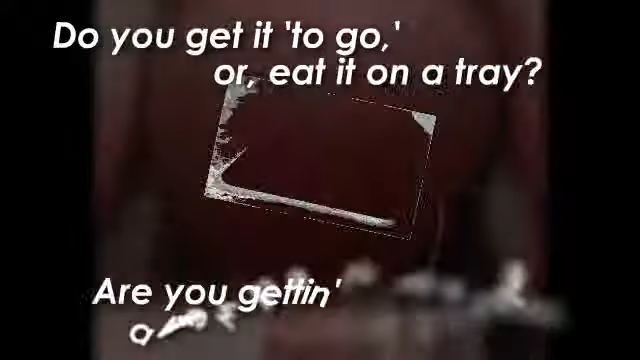 Do you get it 'to go,'
or, eat it on a tray?
Are you gettin'
a